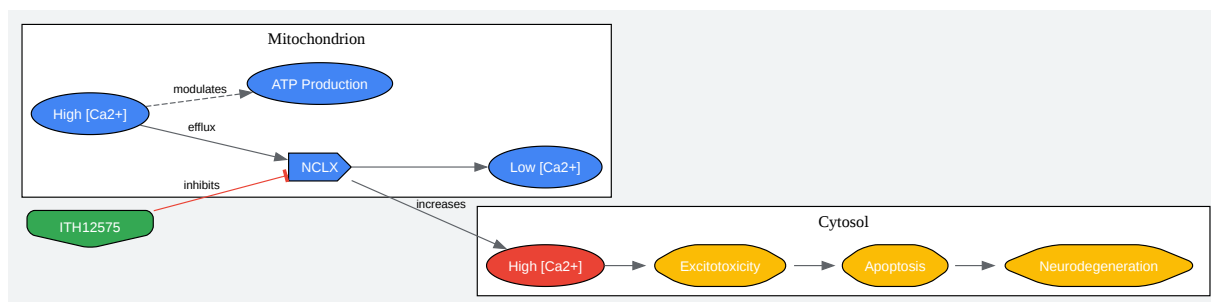 Mitochondrion
ATP Production
modulates
High [Ca2+]
efflux
NCLX
Low [Ca2+]
inhibits
ITH12575
increases
Cytosol
High [Ca2+]
Excitotoxicity
Apoptosis
Neurodegeneration